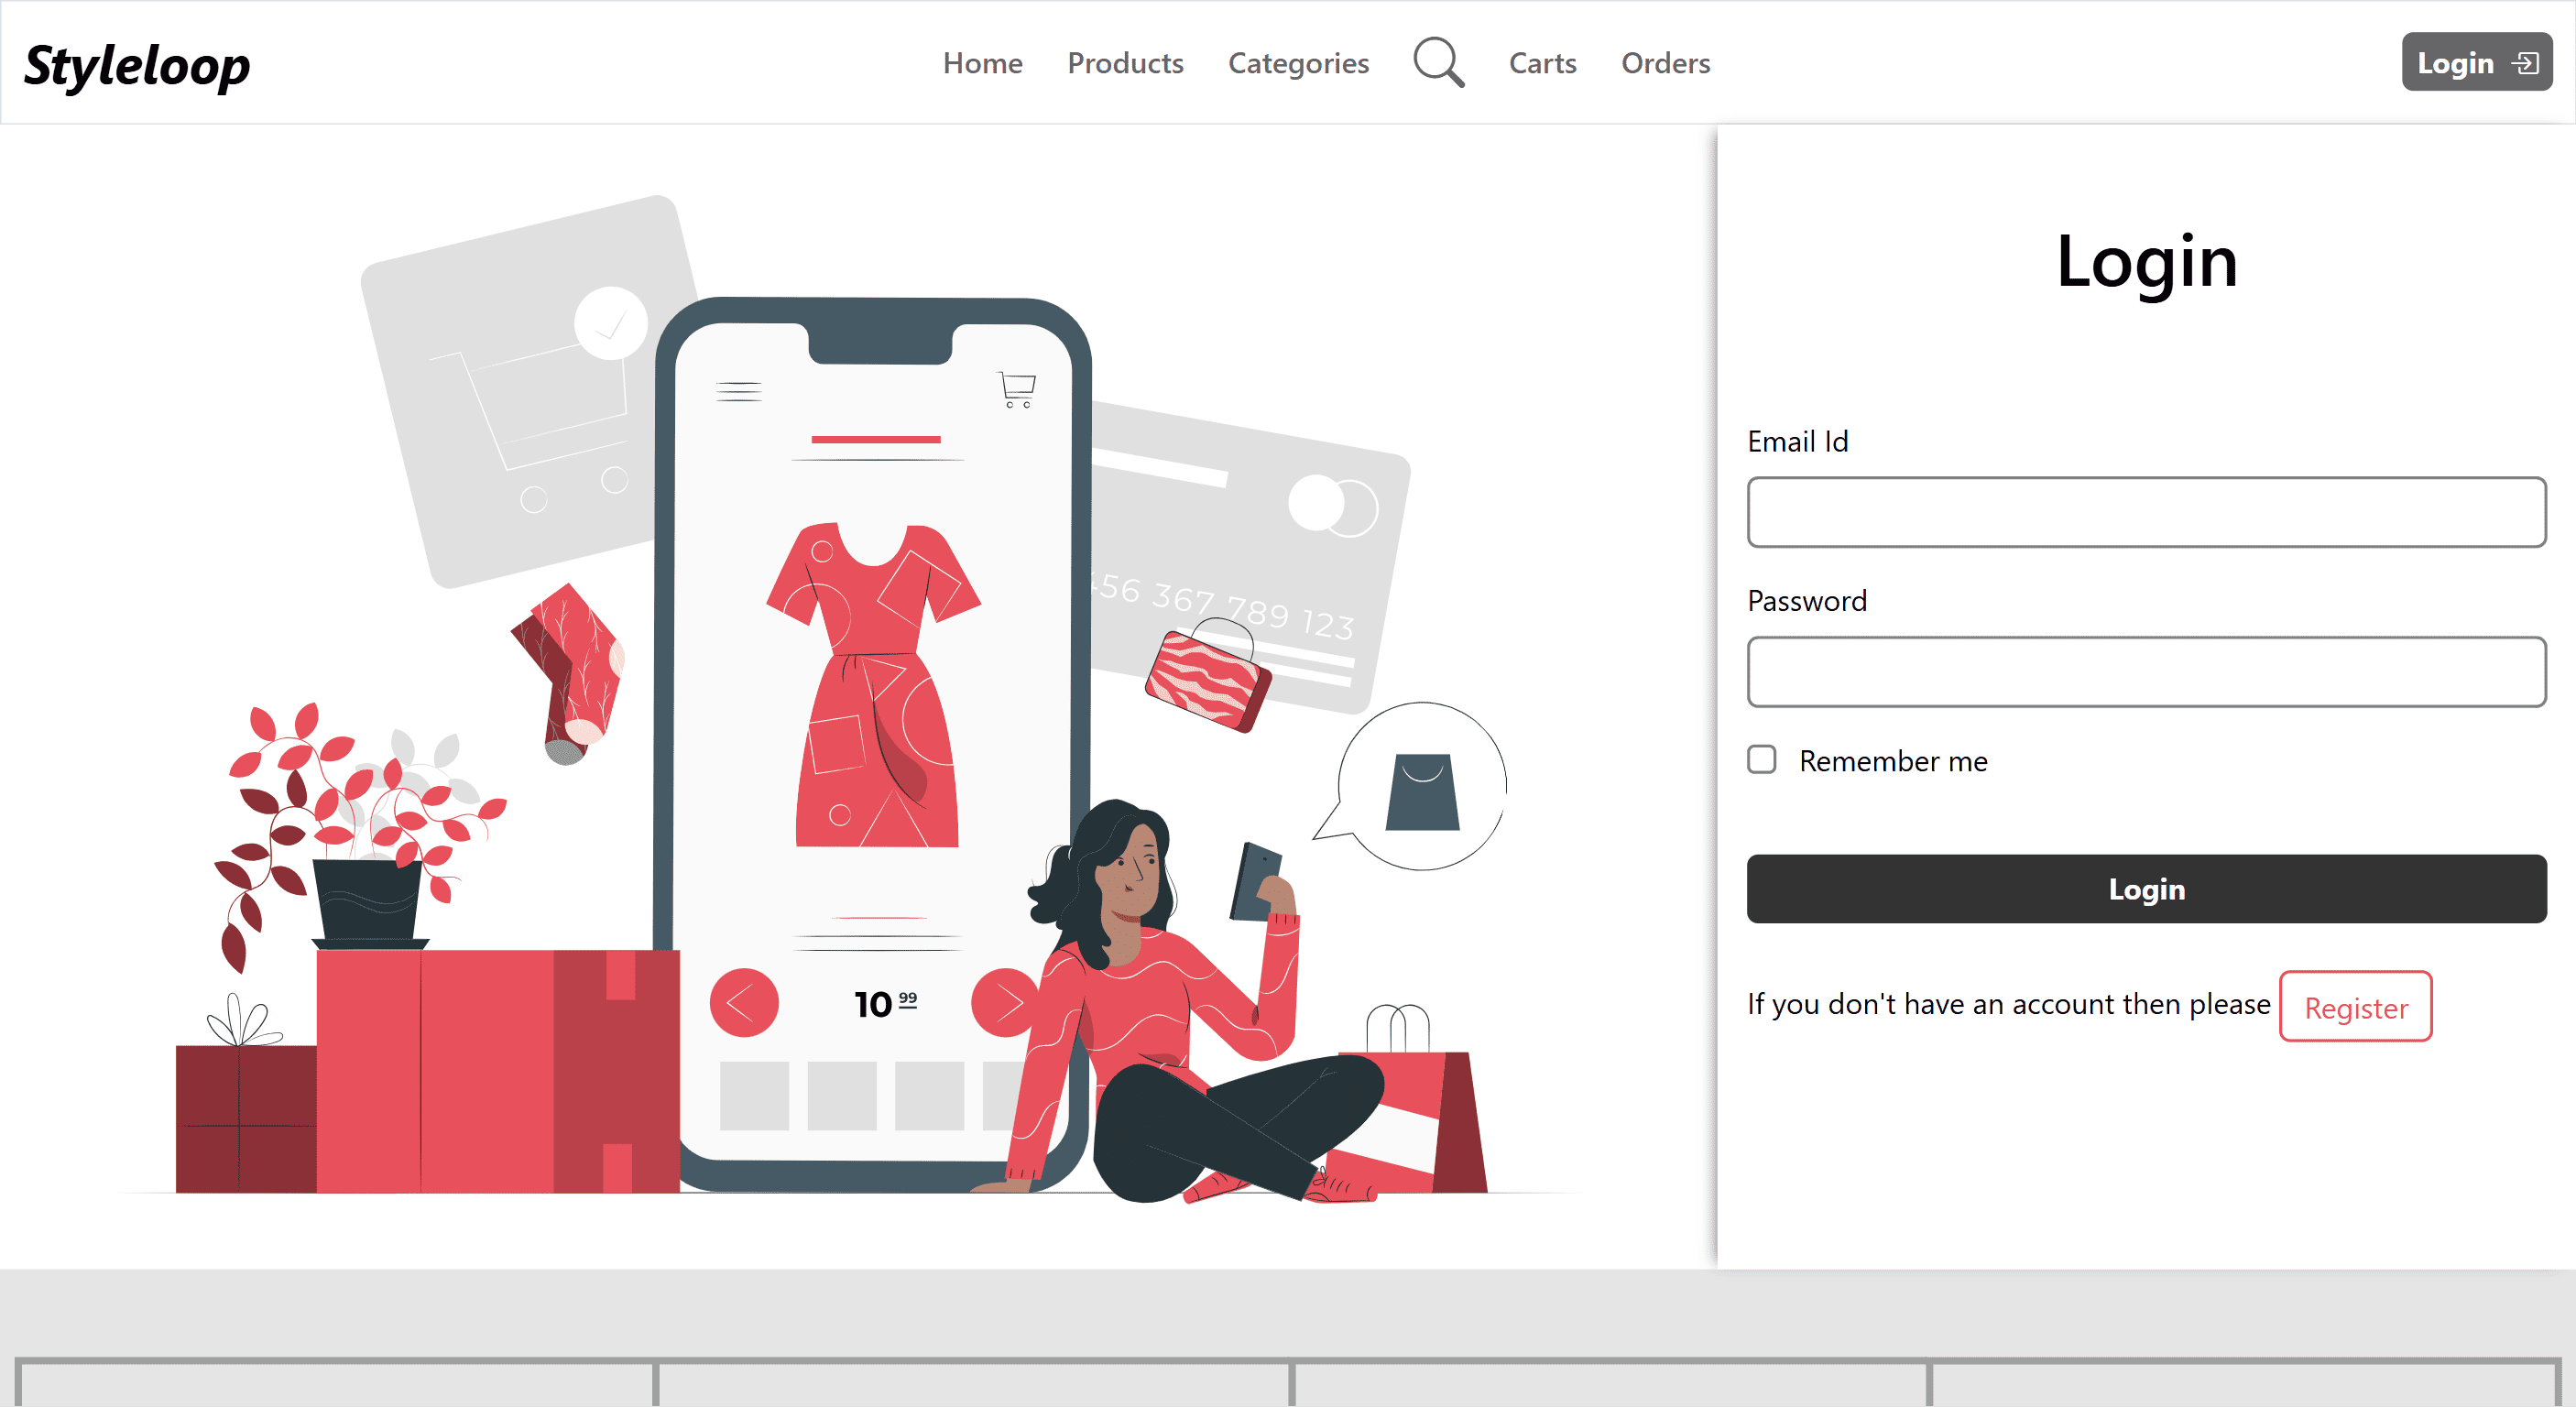 Styleloop
Home Products Categories Carts Orders
Login
Login
Email Id
Password
Remember me
Login
If you don't have an account then please Register
456 367 789 123
10 99